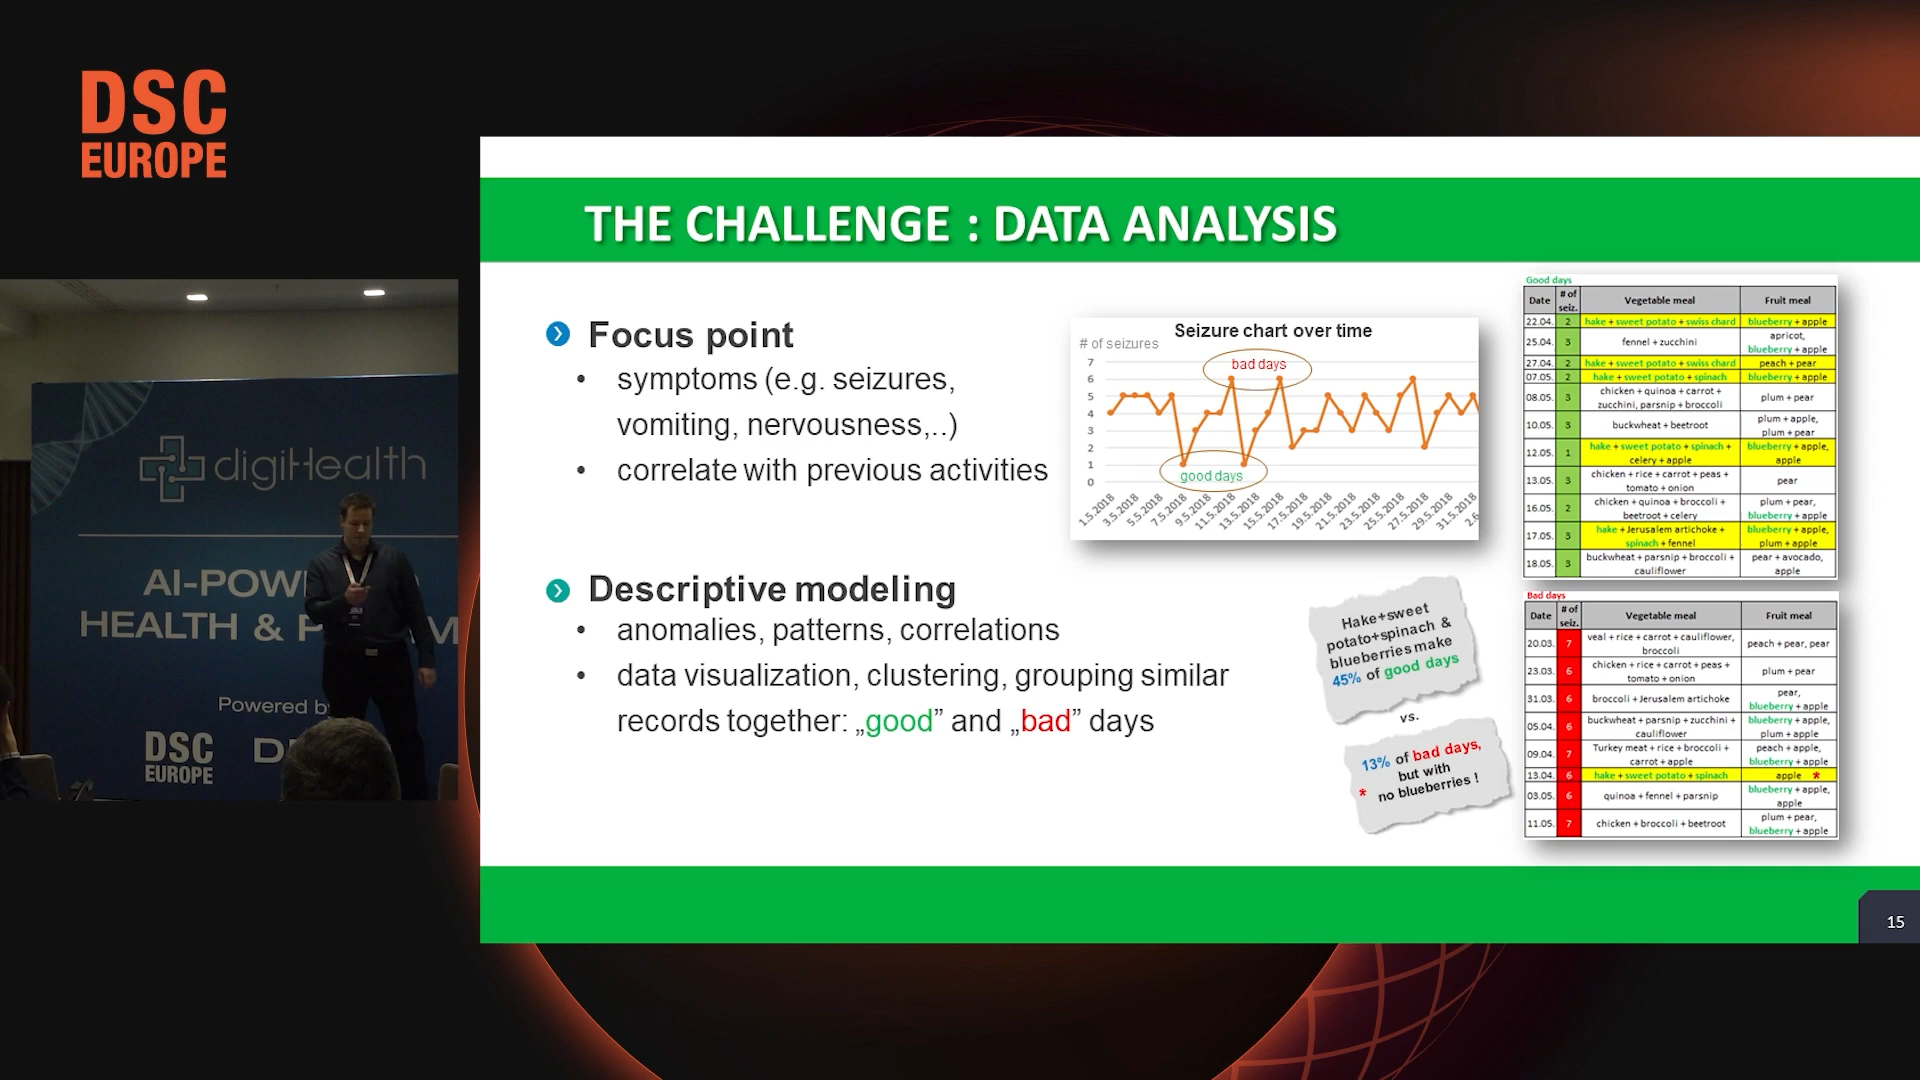 DSC
EUROPE
digiHealth
AI-POW
HEALTH & P M
Powered by
DSC
EUROPE
D
THE CHALLENGE : DATA ANALYSIS
Focus point
• symptoms (e.g. seizures,
vomiting, nervousness,..)
• correlate with previous activities
Descriptive modeling
• anomalies, patterns, correlations
• data visualization, clustering, grouping similar
records together: „good” and „bad” days
Seizure chart over time
# of seizures
bad days
7
6
5
4
3
2
1
0
good days
1.5.2018 3.5.2018 5.5.2018 7.5.2018 9.5.2018 11.5.2018 13.5.2018 15.5.2018 17.5.2018 19.5.2018 21.5.2018 23.5.2018 25.5.2018 27.5.2018 29.5.2018 31.5.2018 2.6
Hake+sweet
potato+spinach &
blueberries make
45% of good days
vs.
13% of bad days,
but with
* no blueberries !
Good days
Date # of seiz. Vegetable meal Fruit meal
22.04. 2 hake + sweet potato + swiss chard blueberry + apple
25.04. 3 fennel + zucchini apricot,
blueberry + apple
27.04. 2 hake + sweet potato + swiss chard peach + pear
07.05. 2 hake + sweet potato + spinach blueberry + apple
08.05. 3 chicken + quinoa + carrot +
zucchini, parsnip + broccoli plum + pear
10.05. 3 buckwheat + beetroot plum + apple,
plum + pear
12.05. 1 hake + sweet potato + spinach +
celery + apple blueberry + apple,
apple
13.05. 3 chicken + rice + carrot + peas +
tomato + onion pear
16.05. 2 chicken + quinoa + broccoli +
beetroot + celery plum + pear,
blueberry + apple
17.05. 3 hake + Jerusalem artichoke +
spinach + fennel blueberry + apple,
plum + apple
18.05. 3 buckwheat + parsnip + broccoli +
cauliflower pear + avocado,
apple
Bad days
Date # of seiz. Vegetable meal Fruit meal
20.03. 7 veal + rice + carrot + cauliflower,
broccoli peach + pear, pear
23.03. 6 chicken + rice + carrot + peas +
tomato + onion plum + pear
31.03. 6 broccoli + Jerusalem artichoke pear,
blueberry + apple
05.04. 6 buckwheat + parsnip + zucchini +
cauliflower blueberry + apple,
plum + apple
09.04. 7 Turkey meat + rice + broccoli +
carrot + apple peach + apple,
blueberry + apple
13.04. 6 hake + sweet potato + spinach apple *
03.05. 6 quinoa + fennel + parsnip blueberry + apple,
apple
11.05. 7 chicken + broccoli + beetroot plum + pear,
blueberry + apple
15